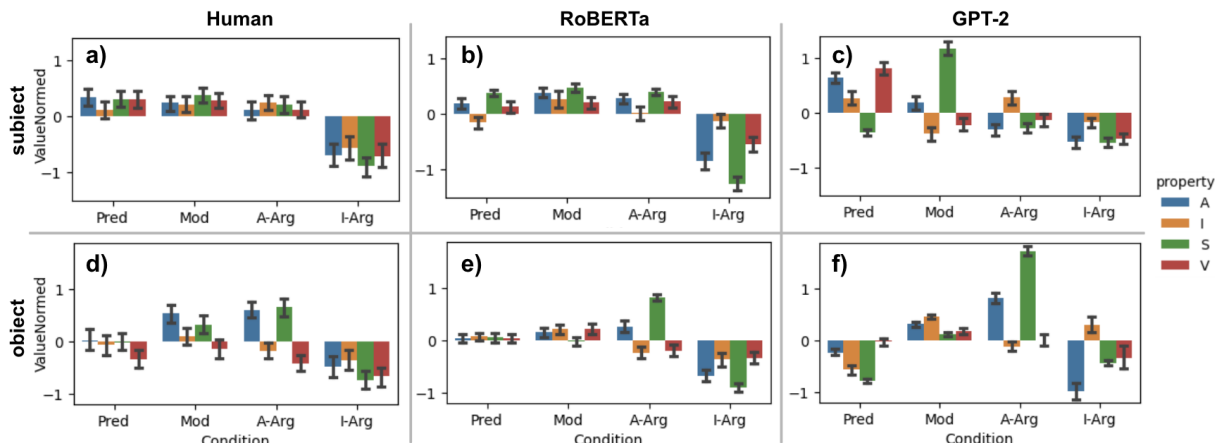 Human RoBERTa GPT-2
subject
ValueNormed
a)
1
0
−1
Pred Mod A-Arg I-Arg
b)
1
0
−1
Pred Mod A-Arg I-Arg
c)
1
0
−1
Pred Mod A-Arg I-Arg
property
A
I
S
V
object
ValueNormed
d)
1
0
−1
Pred Mod A-Arg I-Arg
Condition
e)
1
0
−1
Pred Mod A-Arg I-Arg
Condition
f)
1
0
−1
Pred Mod A-Arg I-Arg
Condition